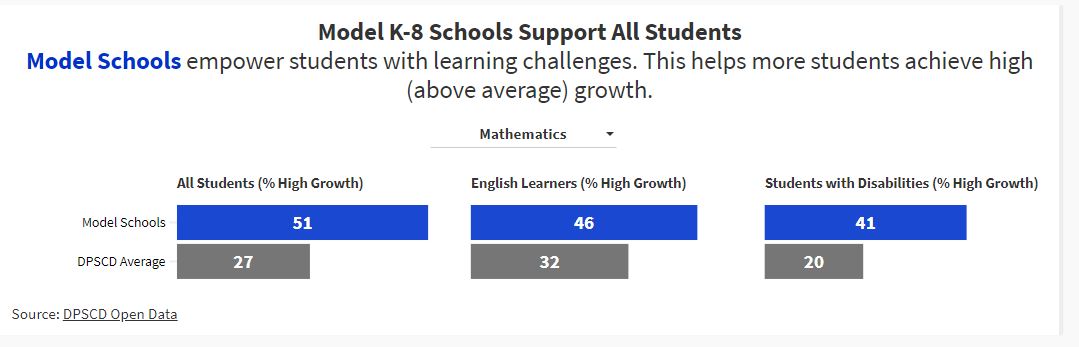 Model K-8 Schools Support All Students
Model Schools empower students with learning challenges. This helps more students achieve high
(above average) growth.
Mathematics
All Students (% High Growth)
English Learners (% High Growth)
Students with Disabilities (% High Growth)
Model Schools
51
46
41
DPSCD Average
27
32
20
Source: DPSCD Open Data